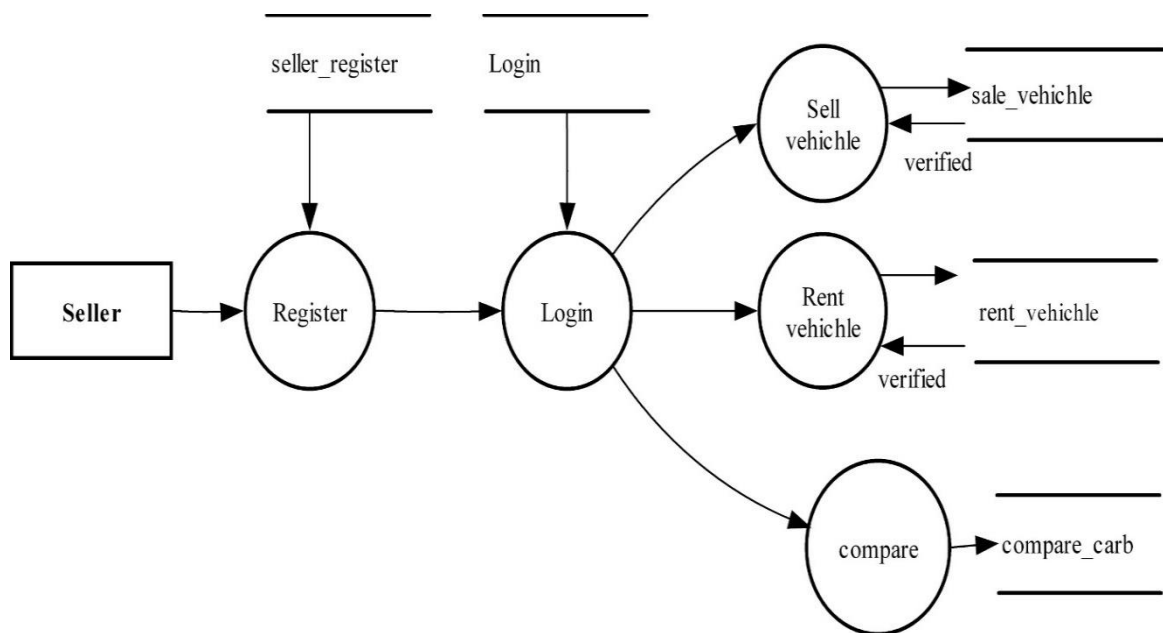 seller_register
Login
Sell
vehichle
sale_vehichle
verified
Seller
Register
Login
Rent
vehichle
rent_vehichle
verified
compare
compare_carb